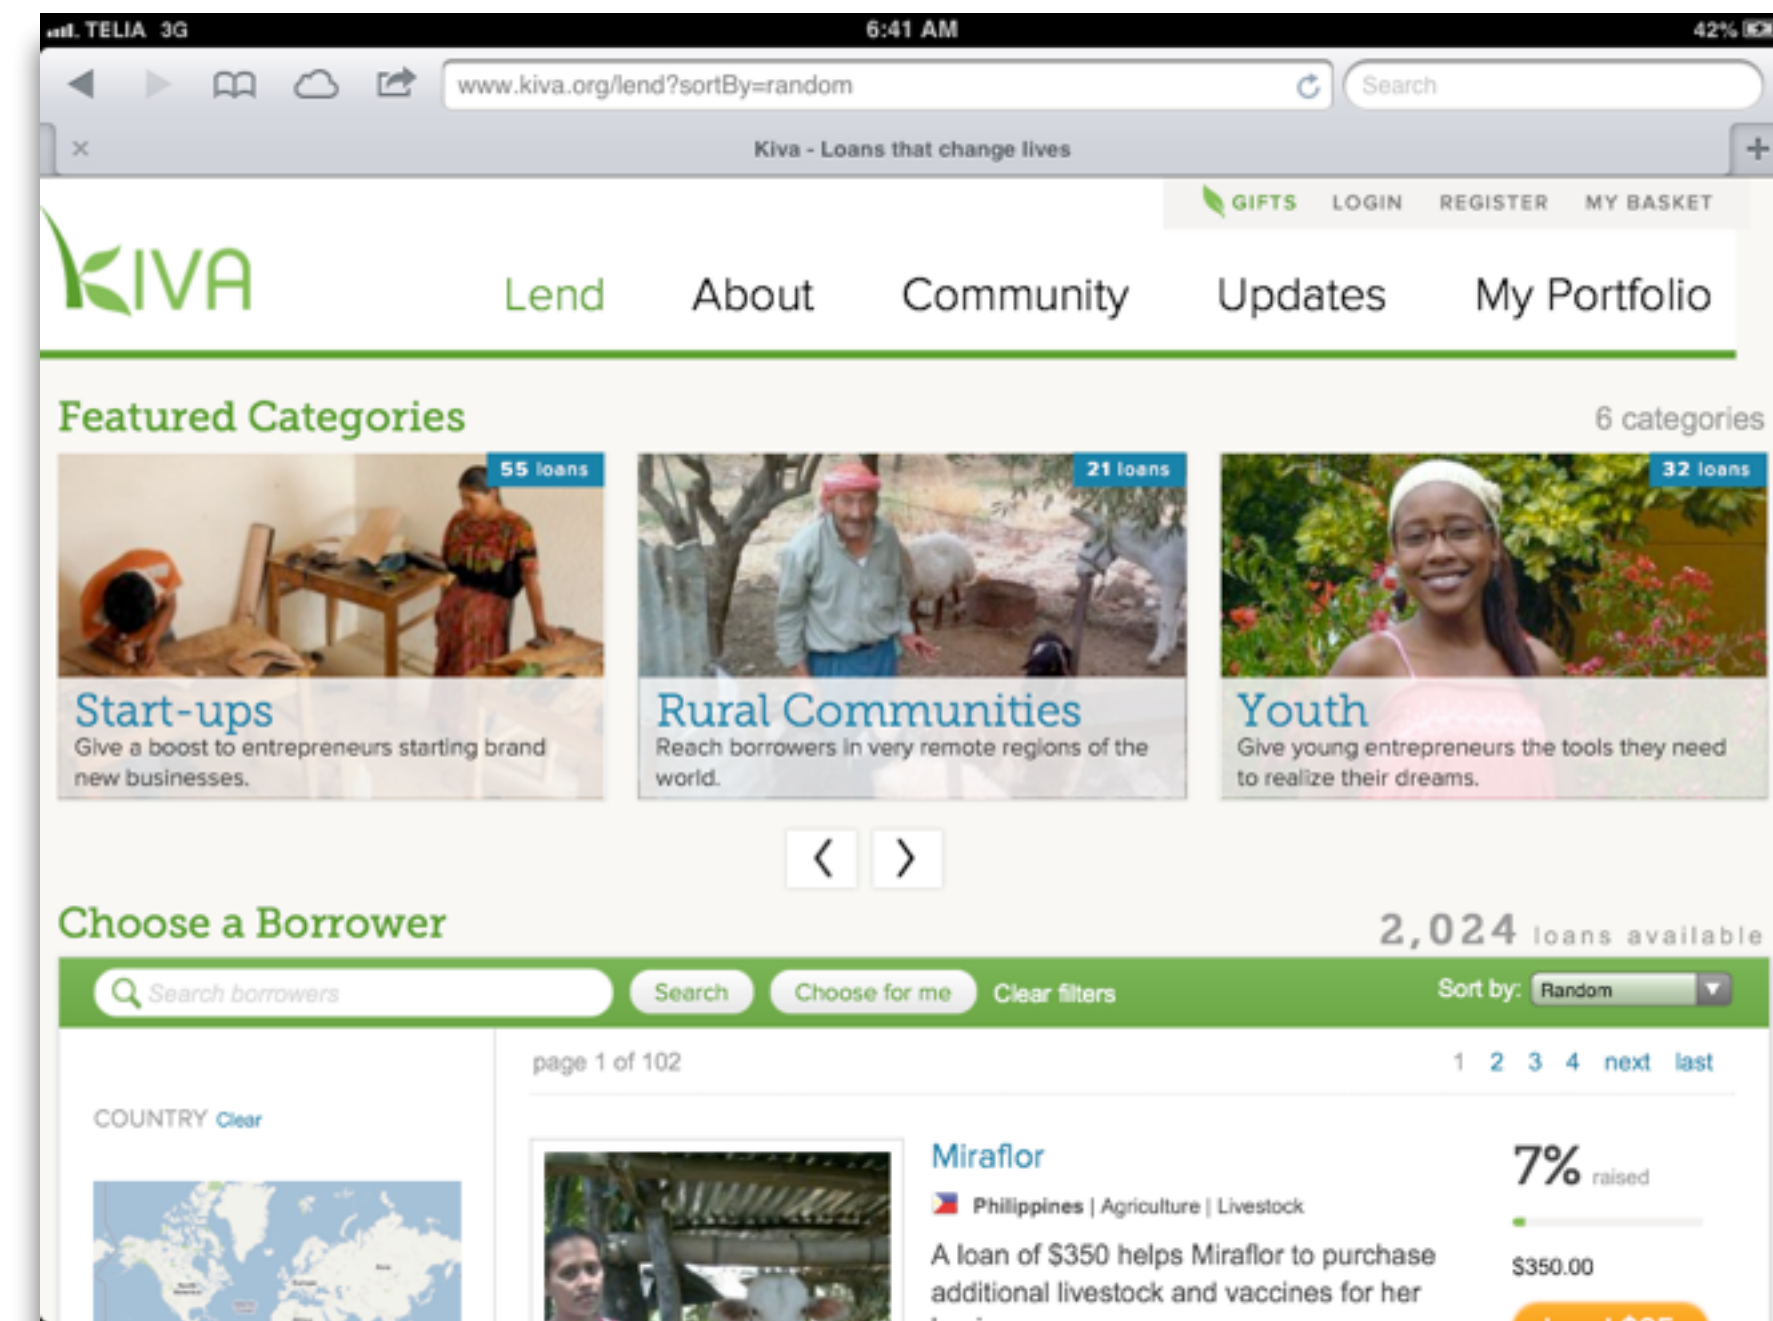 TELIA 3G 6:41 AM 42%
www.kiva.org/lend?sortBy=random Search
Kiva - Loans that change lives
GIFTS LOGIN REGISTER MY BASKET
KIVA Lend About Community Updates My Portfolio
Featured Categories 6 categories
55 loans 21 loans 32 loans
Start-ups
Give a boost to entrepreneurs starting brand
new businesses.
Rural Communities
Reach borrowers in very remote regions of the
world.
Youth
Give young entrepreneurs the tools they need
to realize their dreams.
Choose a Borrower 2,024 loans available
Search borrowers Search Choose for me Clear filters Sort by: Random
page 1 of 102 1 2 3 4 next last
COUNTRY Clear
Miraflor
7% raised
Philippines | Agriculture | Livestock
A loan of $350 helps Miraflor to purchase
additional livestock and vaccines for her
$350.00